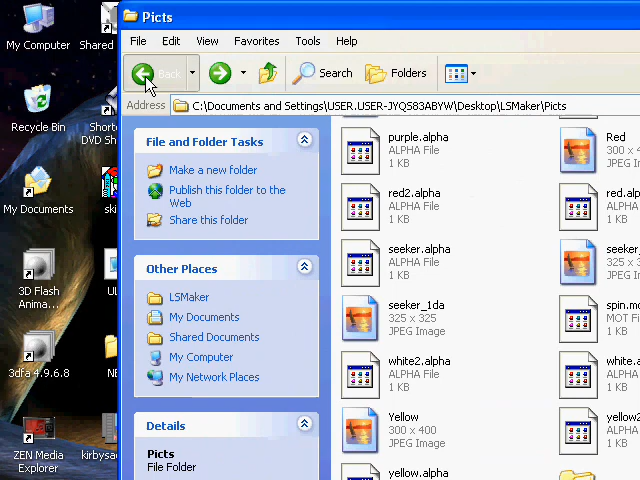 Picts
File Edit View Favorites Tools Help
Back Search Folders
Address C:\Documents and Settings\USER.USER-JYQS83ABYW\Desktop\LSMaker\Picts
My Computer
Shared
Recycle Bin
DVD Sh
My Documents
ski
3D Flash
Anima...
UL
3dfa 4.9.6.8
ZEN Media
Explorer
kirbysa
File and Folder Tasks
Make a new folder
Publish this folder to the
Web
Share this folder
Other Places
LSMaker
My Documents
Shared Documents
My Computer
My Network Places
Details
Picts
File Folder
purple.alpha
ALPHA File
1 KB
Red
300 x 4
JPEG Im
red2.alpha
ALPHA File
1 KB
red.alp
ALPHA
1 KB
seeker.alpha
ALPHA File
1 KB
seeker_
325 x 3
JPEG Im
seeker_1da
325 x 325
JPEG Image
spin.mo
MOT Fi
1 KB
white2.alpha
ALPHA File
1 KB
white.a
ALPHA
1 KB
Yellow
300 x 400
JPEG Image
yellow2
ALPHA
1 KB
yellow.alpha